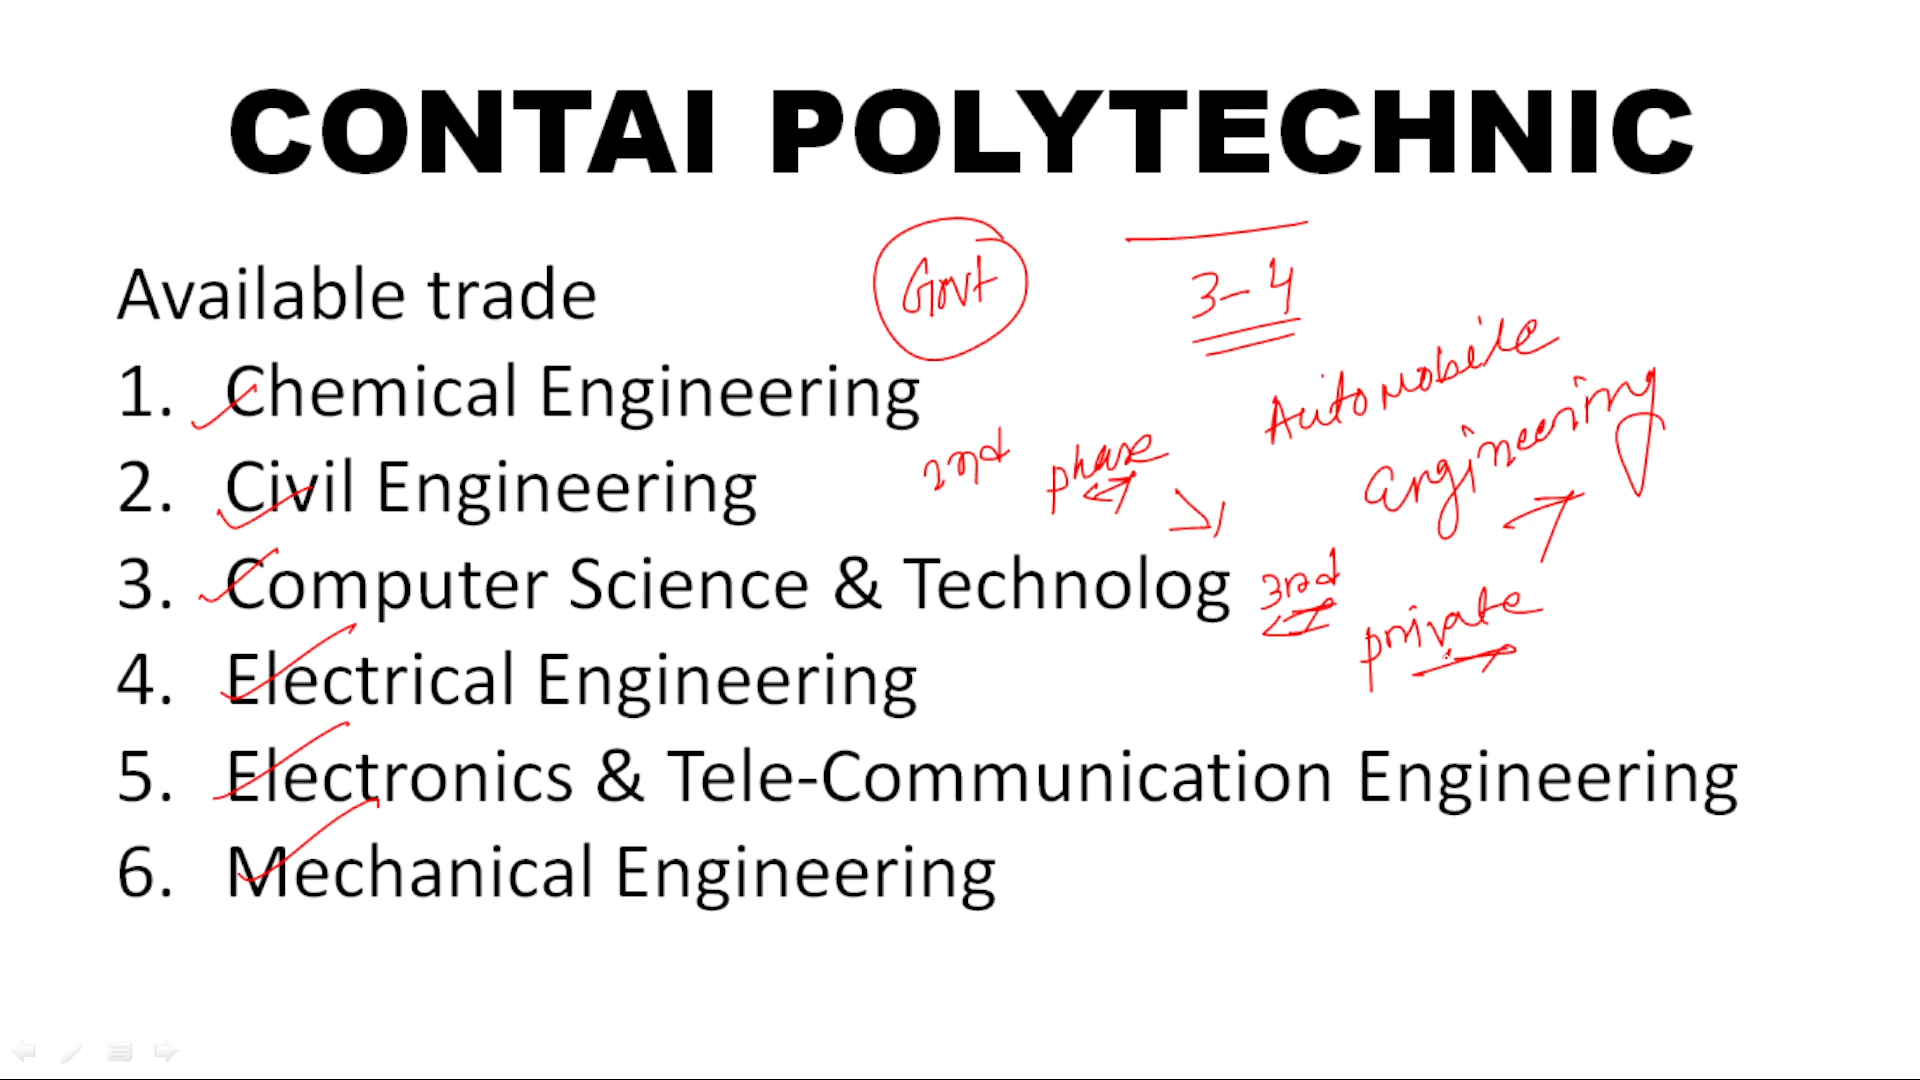 CONTAI POLYTECHNIC
Available trade
Govt
3-4
1. Chemical Engineering
Automobile
Engineering
2nd phase
2. Civil Engineering
3. Computer Science & Technolog
3rd
private
4. Electrical Engineering
5. Electronics & Tele-Communication Engineering
6. Mechanical Engineering